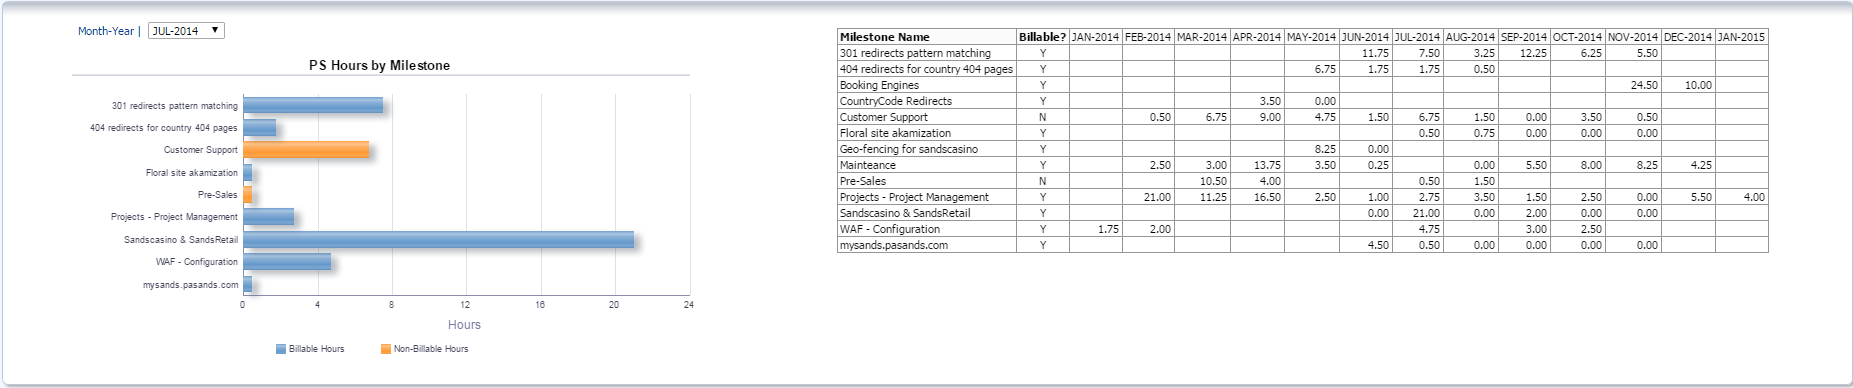 Month-Year | JUL-2014 ▼
PS Hours by Milestone
301 redirects pattern matching
404 redirects for country 404 pages
Customer Support
Floral site akamization
Pre-Sales
Projects - Project Management
Sandscasino & SandsRetail
WAF - Configuration
mysands.pasands.com
0 4 8 12 16 20 24
Hours
Billable Hours Non-Billable Hours
Milestone Name Billable? JAN-2014 FEB-2014 MAR-2014 APR-2014 MAY-2014 JUN-2014 JUL-2014 AUG-2014 SEP-2014 OCT-2014 NOV-2014 DEC-2014 JAN-2015
301 redirects pattern matching Y 11.75 7.50 3.25 12.25 6.25 5.50
404 redirects for country 404 pages Y 6.75 1.75 1.75 0.50
Booking Engines Y 24.50 10.00
CountryCode Redirects Y 3.50 0.00
Customer Support N 0.50 6.75 9.00 4.75 1.50 6.75 1.50 0.00 3.50 0.50
Floral site akamization Y 0.50 0.75 0.00 0.00 0.00
Geo-fencing for sandscasino Y 8.25 0.00
Mainteance Y 2.50 3.00 13.75 3.50 0.25 0.00 5.50 8.00 8.25 4.25
Pre-Sales N 10.50 4.00 0.50 1.50
Projects - Project Management Y 21.00 11.25 16.50 2.50 1.00 2.75 3.50 1.50 2.50 0.00 5.50 4.00
Sandscasino & SandsRetail Y 0.00 21.00 0.00 2.00 0.00 0.00
WAF - Configuration Y 1.75 2.00 4.75 3.00 2.50
mysands.pasands.com Y 4.50 0.50 0.00 0.00 0.00 0.00